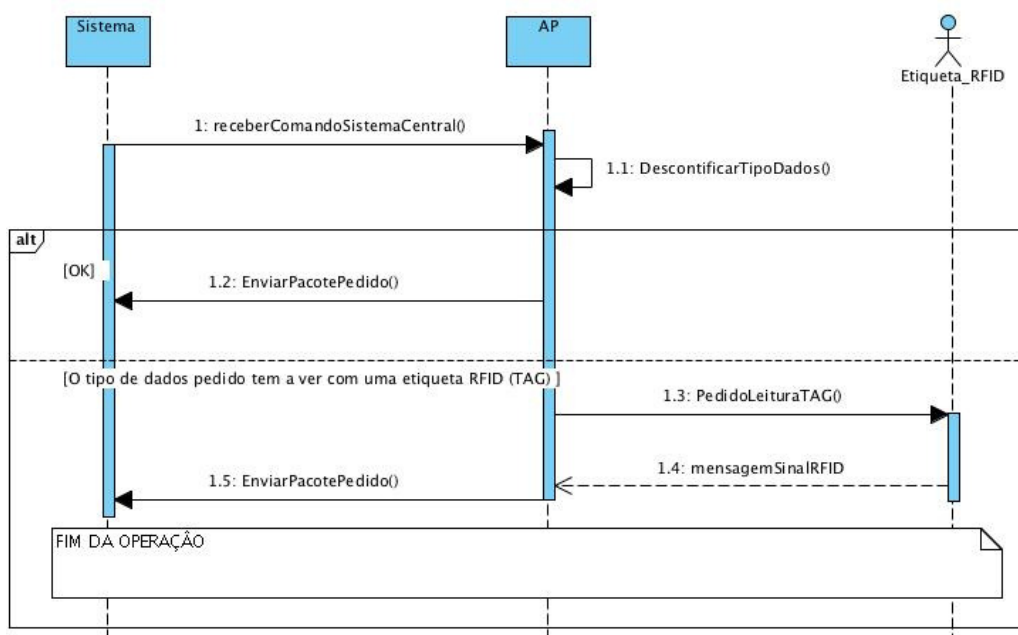 Sistema
AP
Etiqueta_RFID
1: receberComandoSistemaCentral()
1.1: DescontificarTipoDados()
alt
[OK]
1.2: EnviarPacotePedido()
[O tipo de dados pedido tem a ver com uma etiqueta RFID (TAG) ]
1.3: PedidoLeituraTAG()
1.4: mensagemSinalRFID
1.5: EnviarPacotePedido()
FIM DA OPERAÇÂO